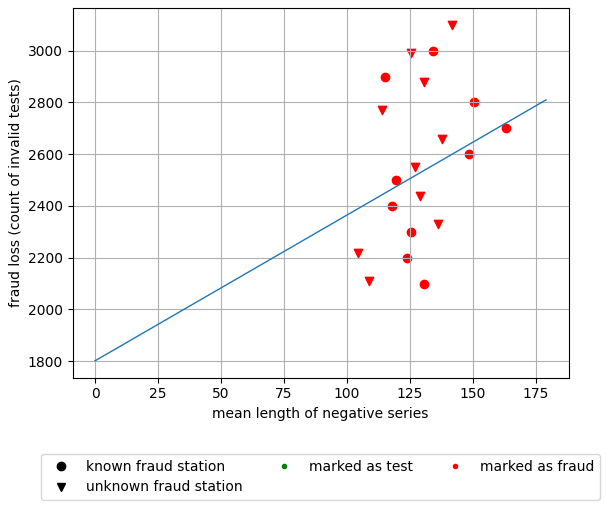 fraud loss (count of invalid tests)
3000
2800
2600
2400
2200
2000
1800
0 25 50 75 100 125 150 175
mean length of negative series
known fraud station marked as test marked as fraud
unknown fraud station